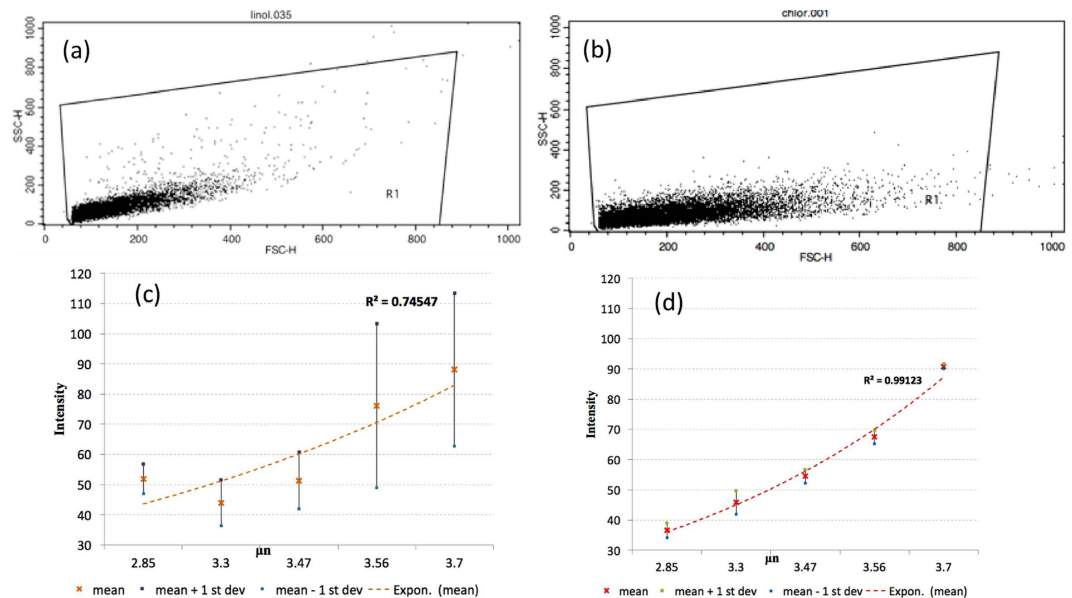 linol.035
(a)
1000
800
600
400
200
0
SSC-H
R1
0 200 400 600 800 1000
FSC-H
chlor.001
(b)
1000
800
600
400
200
0
SSC-H
R1
0 200 400 600 800 1000
FSC-H
(c)
R² = 0.74547
120
110
100
90
80
70
60
50
40
30
Intensity
2.85 3.3 3.47 3.56 3.7
µn
mean mean + 1 st dev mean - 1 st dev Expon. (mean)
(d)
R² = 0.99123
120
110
100
90
80
70
60
50
40
30
Intensity
2.85 3.3 3.47 3.56 3.7
µn
mean mean + 1 st dev mean - 1 st dev Expon. (mean)